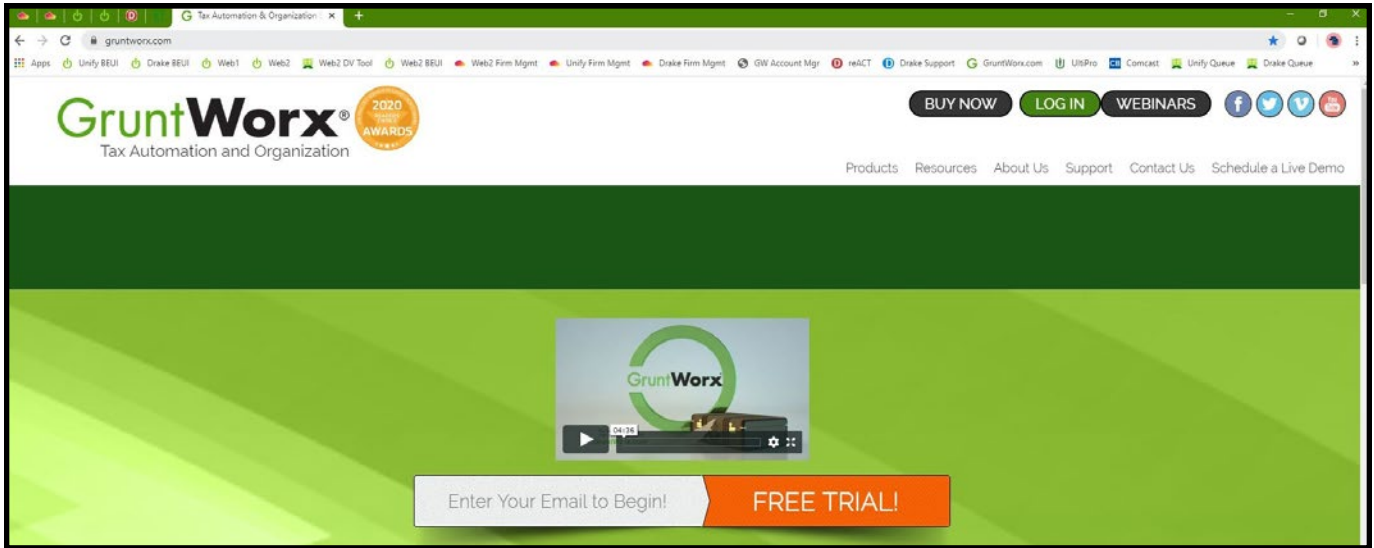 Tax Automation & Organization
gruntworx.com
Apps Unify BEUI Drake BEUI Web1 Web2 Web2 DV Tool Web2 BEUI Web2 Firm Mgmt Unify Firm Mgmt Drake Firm Mgmt GW Account Mgr reACT Drake Support GruntWorx.com UltiPro Comcast Unify Queue Drake Queue »
GruntWorx®
Tax Automation and Organization
2020
AWARDS
BUY NOW LOG IN WEBINARS
Products Resources About Us Support Contact Us Schedule a Live Demo
GruntWorx
04:36
Enter Your Email to Begin! FREE TRIAL!